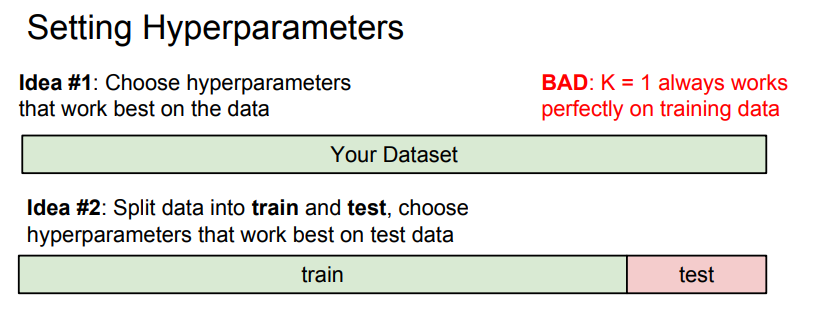 Setting Hyperparameters
Idea #1: Choose hyperparameters
that work best on the data
BAD: K = 1 always works
perfectly on training data
Your Dataset
Idea #2: Split data into train and test, choose
hyperparameters that work best on test data
train
test